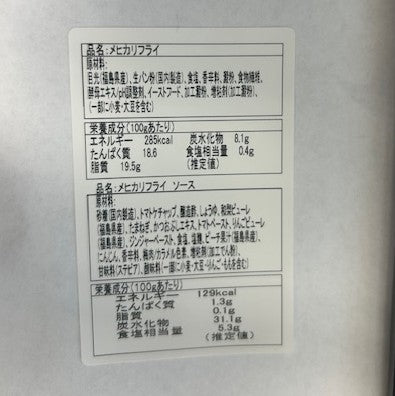 品名:メヒカリフライ
原材料:
目光(福島県産)、生パン粉(国内製造)、食塩、香辛料、穀粉、食物繊維、
酵母エキス/pH調整剤、イーストフード、加工澱粉、増粘剤(加工澱粉)、
(一部に小麦・大豆を含む)
栄養成分(100gあたり)
エネルギー 285kcal 炭水化物 8.1g
たんぱく質 18.6 食塩相当量 0.4g
脂質 19.5g (推定値)
品名:メヒカリフライ ソース
原材料:
砂糖(国内製造)、トマトケチャップ、醸造酢、しょうゆ、和梨ピューレ
(福島県産)、たまねぎ、かつおぶしエキス、トマトペースト、りんごピューレ
(福島県産)、ジンジャーペースト、食塩、塩麹、ピーチ果汁(福島県産)、
にんじん、香辛料、鶏肉/カラメル色素、増粘剤(加工でん粉)、
甘味料(ステビア)、酸味料(一部に小麦・大豆・りんご・ももを含む)
栄養成分(100gあたり)
エネルギー 129kcal
たんぱく質 1.3g
脂質 0.1g
炭水化物 31.1g
食塩相当量 5.3g
(推定値)